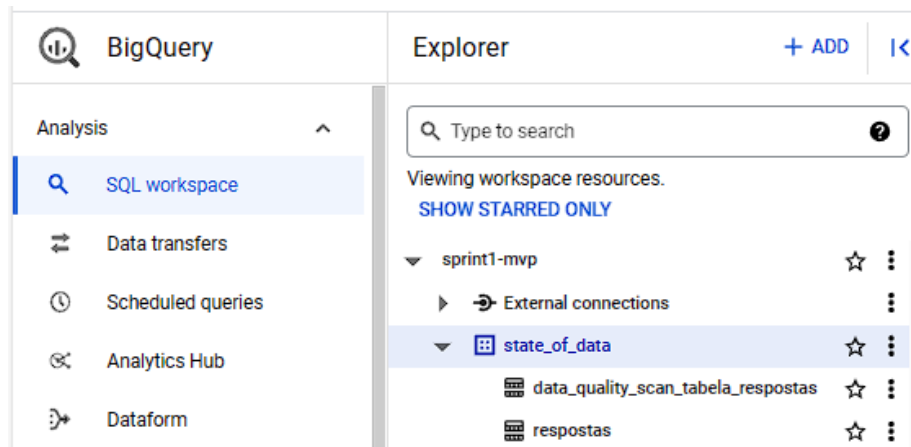 BigQuery
Explorer
+ ADD
Analysis
SQL workspace
Data transfers
Scheduled queries
Analytics Hub
Dataform
Type to search
Viewing workspace resources.
SHOW STARRED ONLY
sprint1-mvp
External connections
state_of_data
data_quality_scan_tabela_respostas
respostas